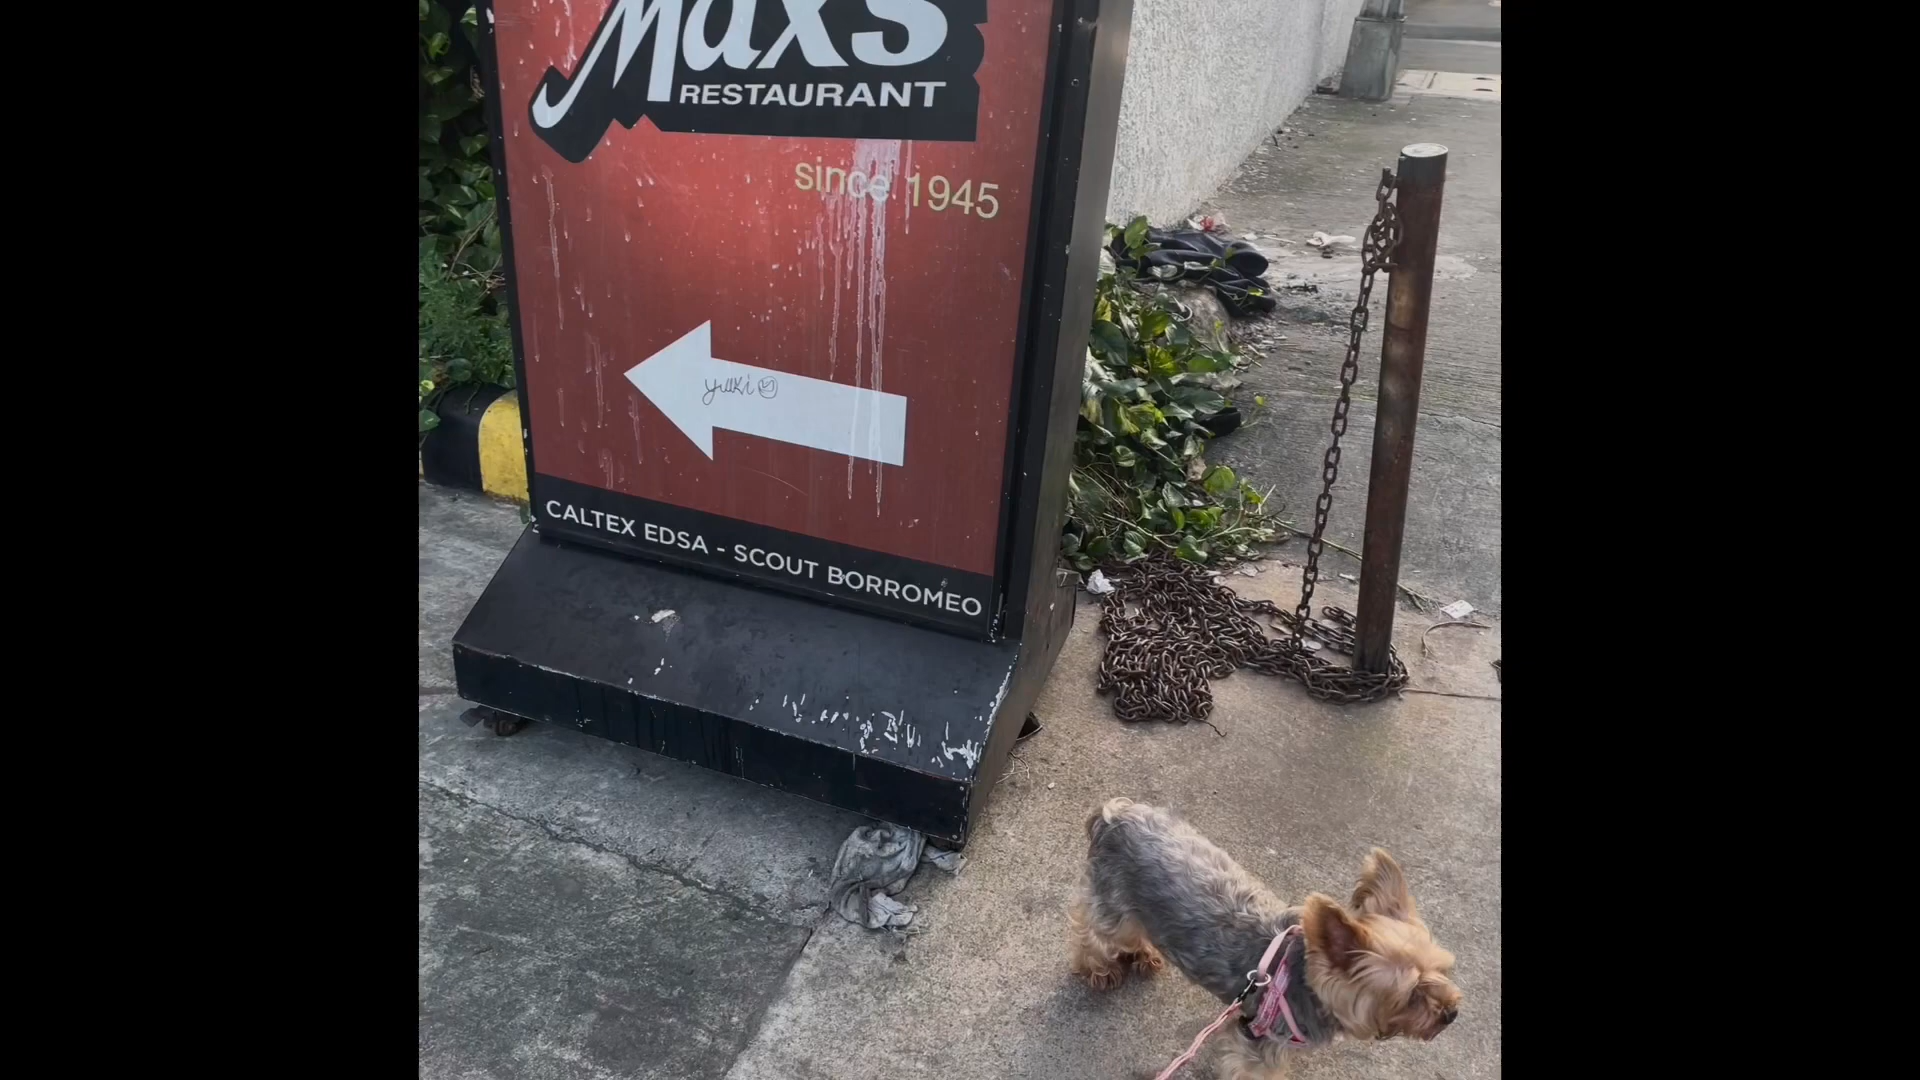 Max's
RESTAURANT
since 1945
yuki
CALTEX EDSA - SCOUT BORROMEO